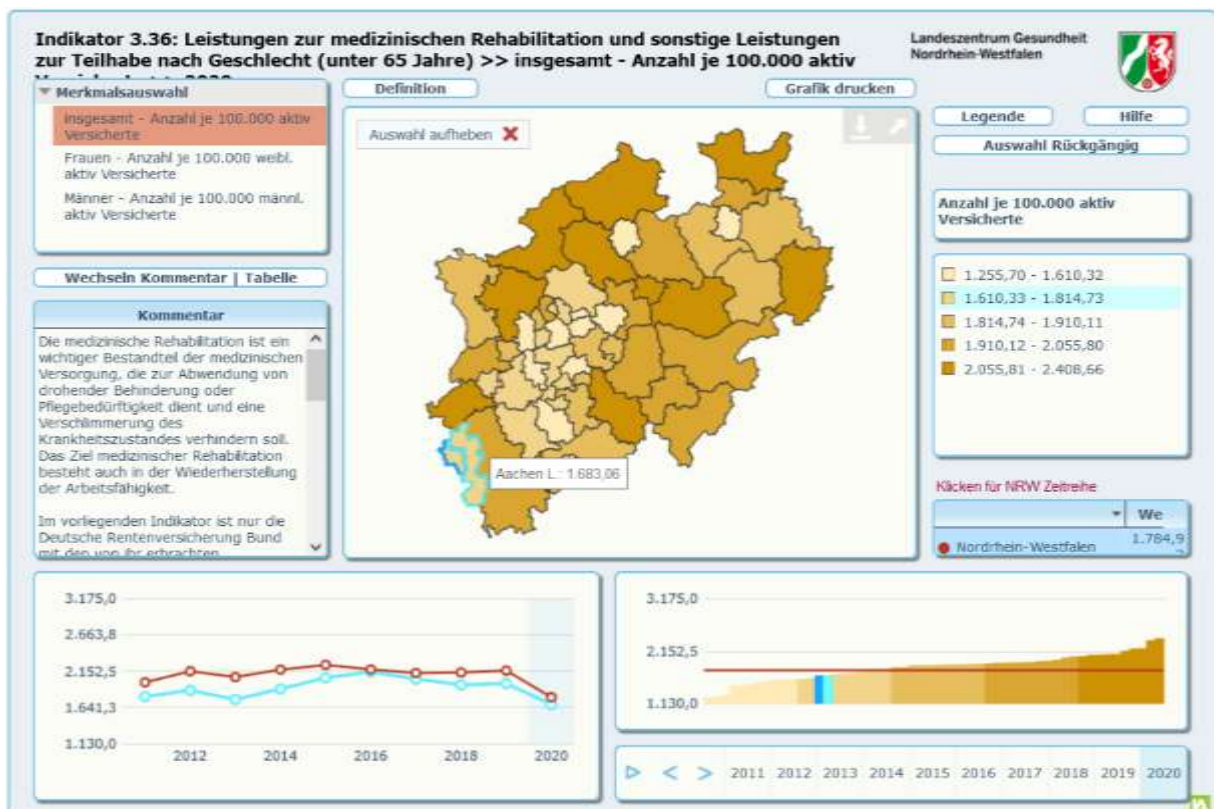 Indikator 3.36: Leistungen zur medizinischen Rehabilitation und sonstige Leistungen
zur Teilhabe nach Geschlecht (unter 65 Jahre) >> insgesamt - Anzahl je 100.000 aktiv
Landeszentrum Gesundheit
Nordrhein-Westfalen
Merkmalsauswahl
insgesamt - Anzahl je 100.000 aktiv
Versicherte
Frauen - Anzahl je 100.000 weibl.
aktiv Versicherte
Männer - Anzahl je 100.000 männl.
aktiv Versicherte
Wechseln Kommentar | Tabelle
Kommentar
Die medizinische Rehabilitation ist ein
wichtiger Bestandteil der medizinischen
Versorgung, die zur Abwendung von
drohender Behinderung oder
Pflegebedürftigkeit dient und eine
Verschlimmerung des
Krankheitszustandes verhindern soll.
Das Ziel medizinischer Rehabilitation
besteht auch in der Wiederherstellung
der Arbeitsfähigkeit.
Im vorliegenden Indikator ist nur die
Deutsche Rentenversicherung Bund
mit den von ihr erbrachten
Definition
Grafik drucken
Auswahl aufheben
Aachen L.: 1.683,06
Legende
Hilfe
Auswahl Rückgängig
Anzahl je 100.000 aktiv
Versicherte
1.255,70 - 1.610,32
1.610,33 - 1.814,73
1.814,74 - 1.910,11
1.910,12 - 2.055,80
2.055,81 - 2.408,66
Klicken für NRW Zeitreihe
We
Nordrhein-Westfalen 1.784,9
3.175,0
2.663,8
2.152,5
1.641,3
1.130,0
2012 2014 2016 2018 2020
3.175,0
2.152,5
1.130,0
2011 2012 2013 2014 2015 2016 2017 2018 2019 2020